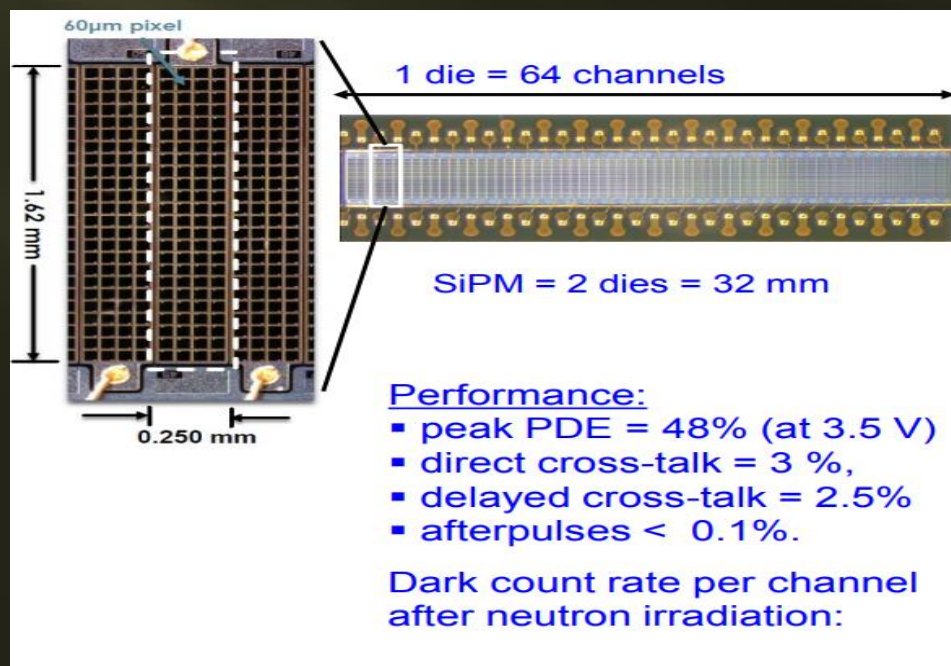 60µm pixel
1 die = 64 channels
1.62 mm
SiPM = 2 dies = 32 mm
0.250 mm
Performance:
▪ peak PDE = 48% (at 3.5 V)
▪ direct cross-talk = 3 %,
▪ delayed cross-talk = 2.5%
▪ afterpulses < 0.1%.
Dark count rate per channel
after neutron irradiation: